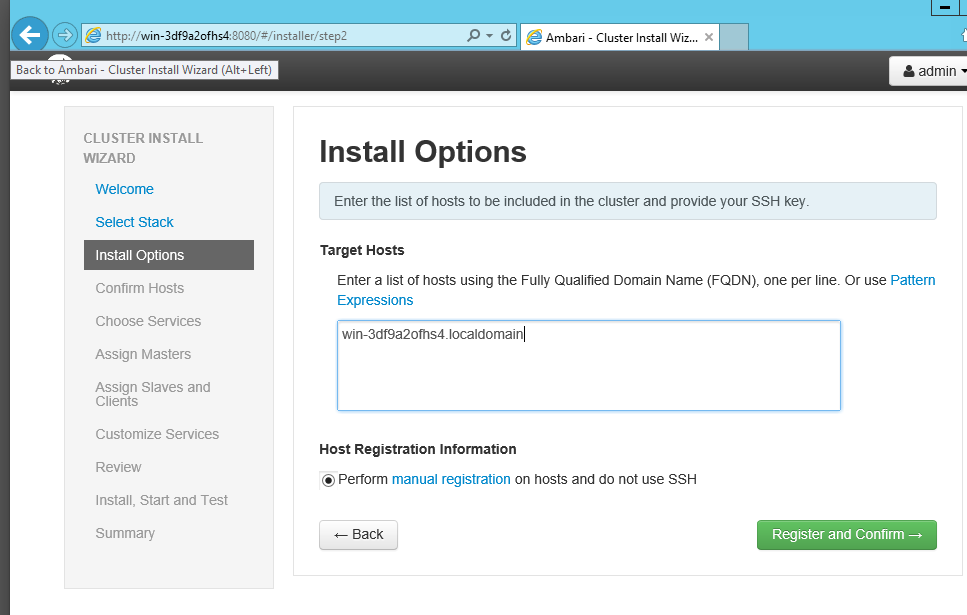 http://win-3df9a2ofhs4:8080/#/installer/step2
Ambari - Cluster Install Wiz...
Back to Ambari - Cluster Install Wizard (Alt+Left)
admin
CLUSTER INSTALL
WIZARD
Welcome
Select Stack
Install Options
Confirm Hosts
Choose Services
Assign Masters
Assign Slaves and
Clients
Customize Services
Review
Install, Start and Test
Summary
Install Options
Enter the list of hosts to be included in the cluster and provide your SSH key.
Target Hosts
Enter a list of hosts using the Fully Qualified Domain Name (FQDN), one per line. Or use Pattern
Expressions
win-3df9a2ofhs4.localdomain
Host Registration Information
Perform manual registration on hosts and do not use SSH
← Back
Register and Confirm →